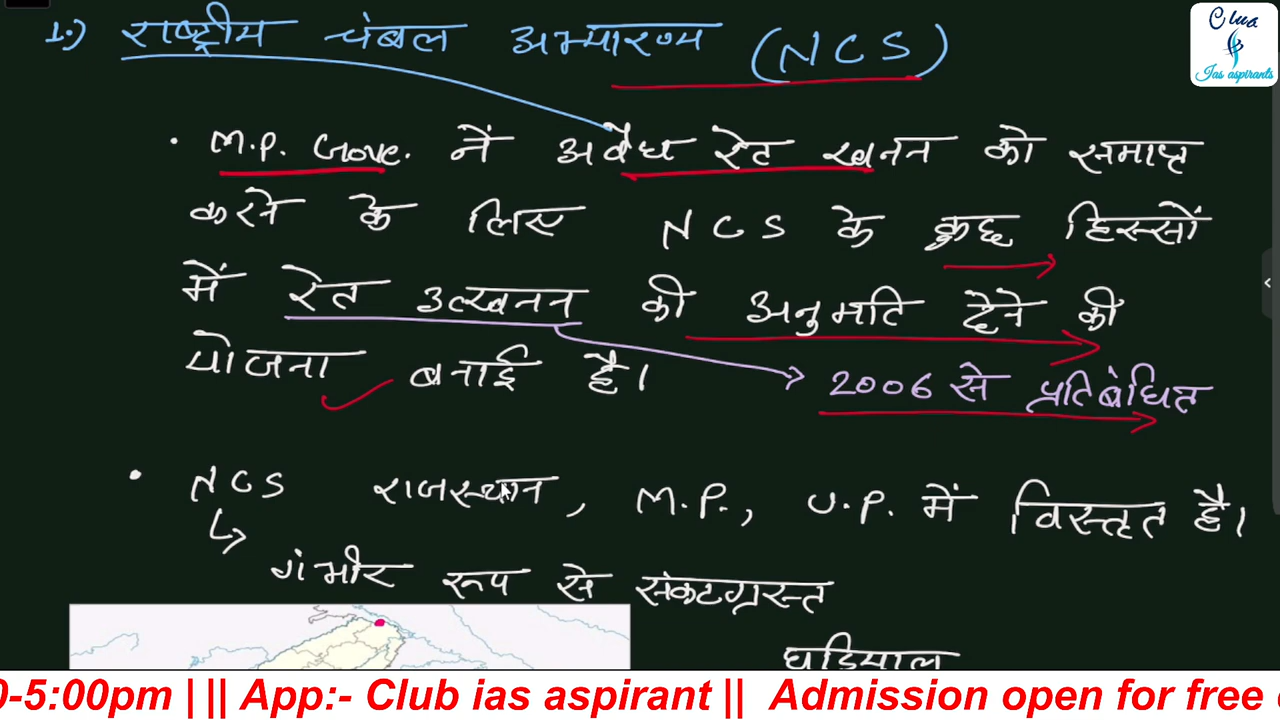 1.) राष्ट्रीय चंबल अभ्यारण्य (NCS)
Club
Ias aspirants
• M.P. Gove. नें अवैध रेट खनन को समाप्त
करने के लिए NCS के कुछ हिस्सों
में रेत उत्खनन की अनुमति देने की
योजना बनाई है।
2006 से प्रतिबंधित
• NCS राजस्थान, M.P., U.P. में विस्तृत है।
गंभीर रूप से संकटग्रस्त
घड़ियाल
0-5:00pm | || App:- Club ias aspirant || Admission open for free